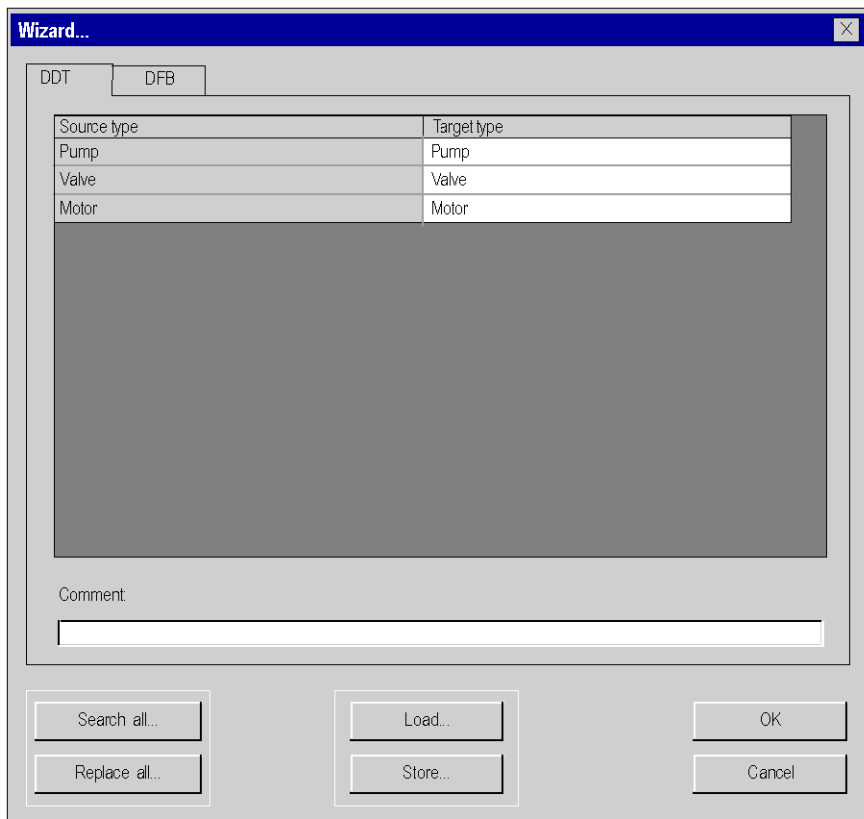 Wizard...
DDT DFB
Source type Target type
Pump Pump
Valve Valve
Motor Motor
Comment:
Search all... Load... OK
Replace all... Store... Cancel